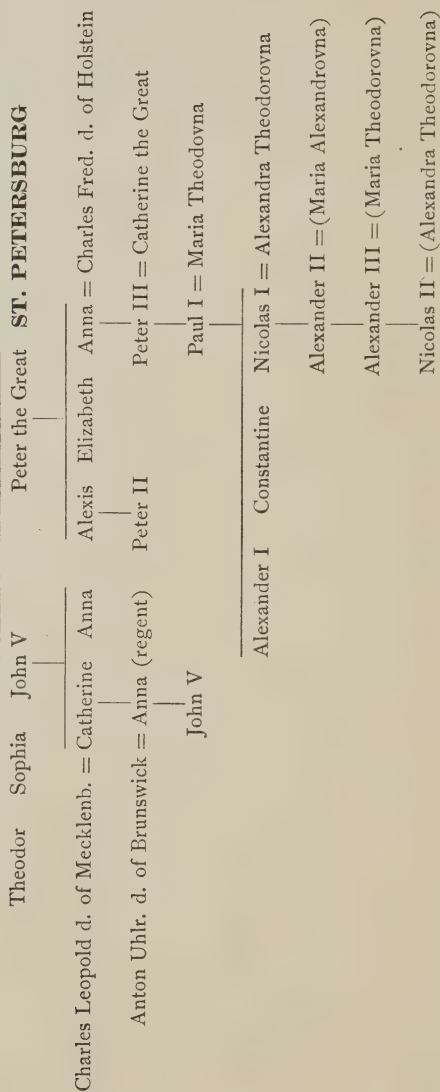 Theodor Sophia John V Peter the Great ST. PETERSBURG
Charles Leopold d. of Mecklenb. = Catherine Anna Alexis Elizabeth Anna = Charles Fred. d. of Holstein
Anton Uhlr. d. of Brunswick = Anna (regent) Peter II Peter III = Catherine the Great
John V Paul I = Maria Theodovna
Alexander I Constantine Nicolas I = Alexandra Theodorovna
Alexander II = (Maria Alexandrovna)
Alexander III = (Maria Theodorovna)
Nicolas II = (Alexandra Theodorovna)